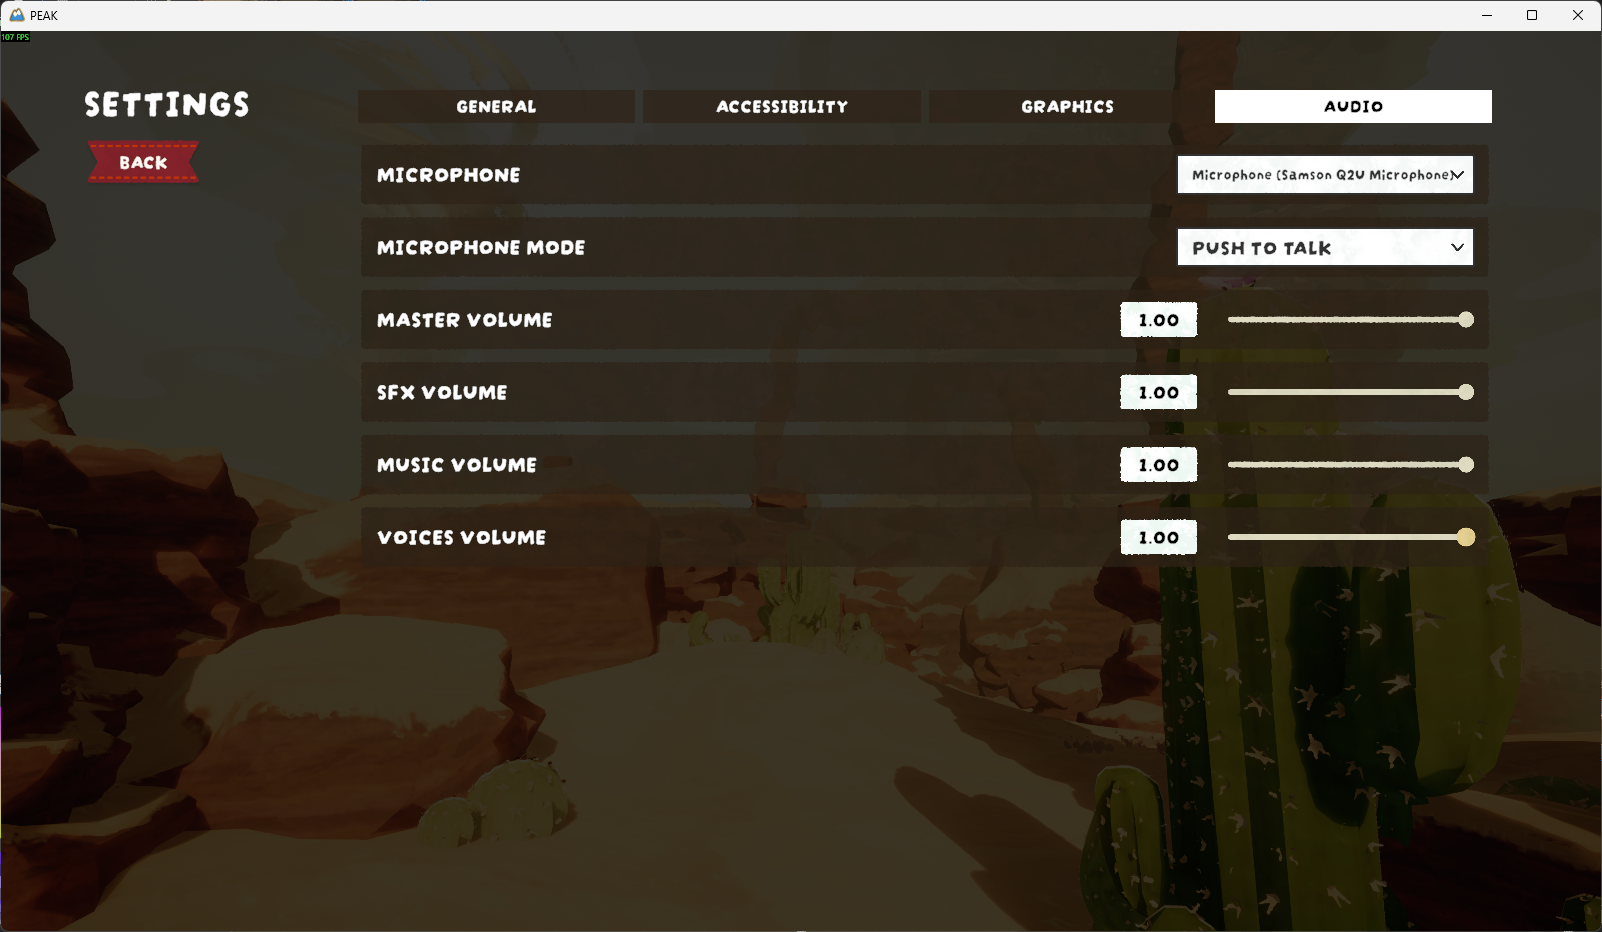 PEAK
107 FPS
SETTINGS
BACK
GENERAL
ACCESSIBILITY
GRAPHICS
AUDIO
MICROPHONE
Microphone (Samson Q2U Microphone)
MICROPHONE MODE
PUSH TO TALK
MASTER VOLUME
1.00
SFX VOLUME
1.00
MUSIC VOLUME
1.00
VOICES VOLUME
1.00